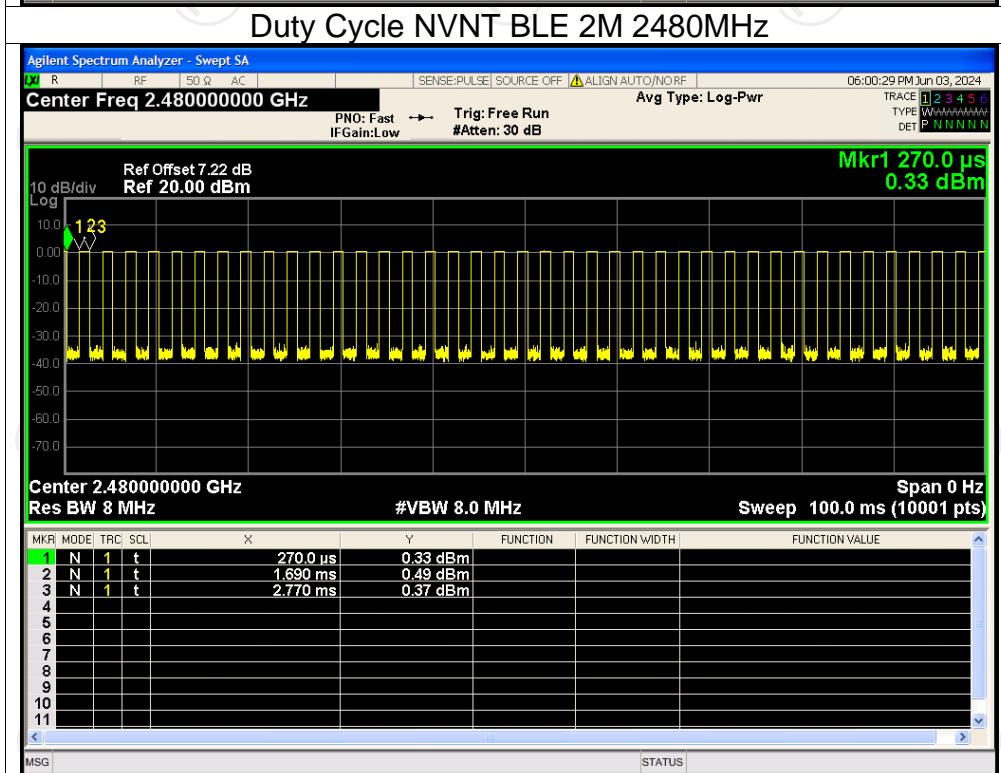 Duty Cycle NVNT BLE 2M 2480MHz
Agilent Spectrum Analyzer - Swept SA
LXI R RF 50 Ω AC SENSE:PULSE SOURCE OFF ALIGN AUTO/NO RF 06:00:29 PM Jun 03, 2024
Center Freq 2.480000000 GHz Avg Type: Log-Pwr TRACE 1 2 3 4 5 6
PNO: Fast Trig: Free Run TYPE WWWWWW
IFGain:Low #Atten: 30 dB DET P N N N N N
Mkr1 270.0 µs
Ref Offset 7.22 dB 0.33 dBm
10 dB/div Ref 20.00 dBm
Log
10.0
1 2 3
0.00
-10.0
-20.0
-30.0
-40.0
-50.0
-60.0
-70.0
Center 2.480000000 GHz Span 0 Hz
Res BW 8 MHz #VBW 8.0 MHz Sweep 100.0 ms (10001 pts)
MKR MODE TRC SCL X Y FUNCTION FUNCTION WIDTH FUNCTION VALUE
1 N 1 t 270.0 µs 0.33 dBm
2 N 1 t 1.690 ms 0.49 dBm
3 N 1 t 2.770 ms 0.37 dBm
4
5
6
7
8
9
10
11
MSG STATUS